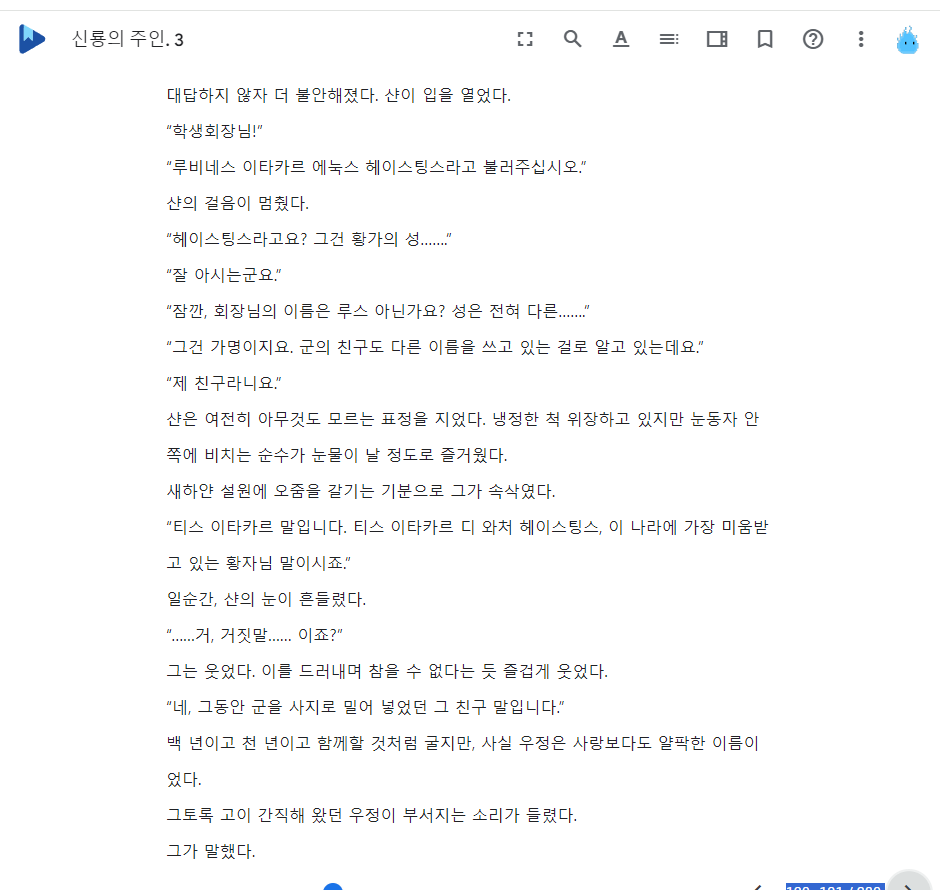 신룡의 주인. 3
대답하지 않자 더 불안해졌다. 샨이 입을 열었다.
“학생회장님!”
“루비네스 이타카르 에눅스 헤이스팅스라고 불러주십시오.”
샨의 걸음이 멈췄다.
“헤이스팅스라고요? 그건 황가의 성.......”
“잘 아시는군요.”
“잠깐, 회장님의 이름은 루스 아닌가요? 성은 전혀 다른.......”
“그건 가명이지요. 군의 친구도 다른 이름을 쓰고 있는 걸로 알고 있는데요.”
“제 친구라니요.”
샨은 여전히 아무것도 모르는 표정을 지었다. 냉정한 척 위장하고 있지만 눈동자 안
쪽에 비치는 순수가 눈물이 날 정도로 즐거웠다.
새하얀 설원에 오줌을 갈기는 기분으로 그가 속삭였다.
“티스 이타카르 말입니다. 티스 이타카르 디 와처 헤이스팅스, 이 나라에 가장 미움받
고 있는 황자님 말이시죠.”
일순간, 샨의 눈이 흔들렸다.
“......거, 거짓말...... 이죠?”
그는 웃었다. 이를 드러내며 참을 수 없다는 듯 즐겁게 웃었다.
“네, 그동안 군을 사지로 밀어 넣었던 그 친구 말입니다.”
백 년이고 천 년이고 함께할 것처럼 굴지만, 사실 우정은 사랑보다도 얄팍한 이름이
었다.
그토록 고이 간직해 왔던 우정이 부서지는 소리가 들렸다.
그가 말했다.